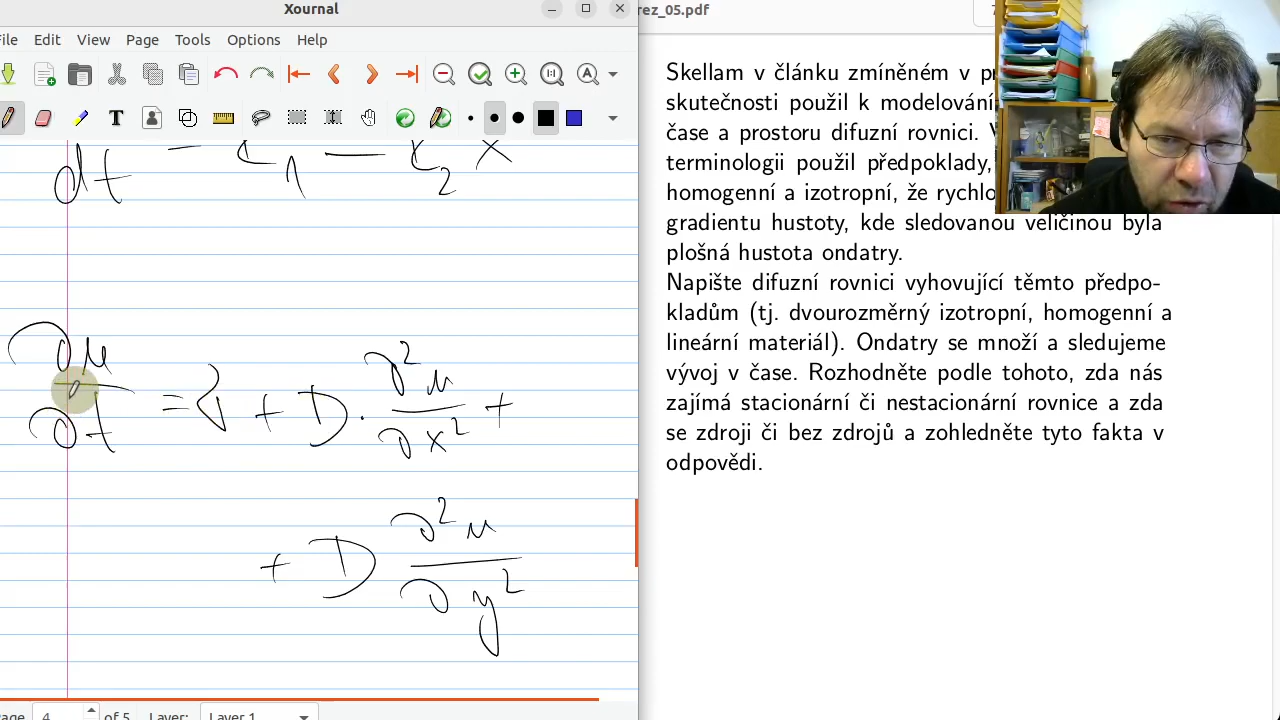 Xournal
rez_05.pdf
File Edit View Page Tools Options Help
dt = k₁ - k₂ x
∂u/∂t = σ + D · ∂²u/∂x² +
+ D ∂²u/∂y²
Page 4 of 5 Layer: Layer 1
Skellam v článku zmíněném v
skutečnosti použil k modelování
čase a prostoru difuzní rovnici.
terminologii použil předpoklady,
homogenní a izotropní, že
gradientu hustoty, kde sledovanou veličinou byla
plošná hustota ondatry.
Napište difuzní rovnici vyhovující těmto předpo-
kladům (tj. dvourozměrný izotropní, homogenní a
lineární materiál). Ondatry se množí a sledujeme
vývoj v čase. Rozhodněte podle tohoto, zda nás
zajímá stacionární či nestacionární rovnice a zda
se zdroji či bez zdrojů a zohledněte tyto fakta v
odpovědi.